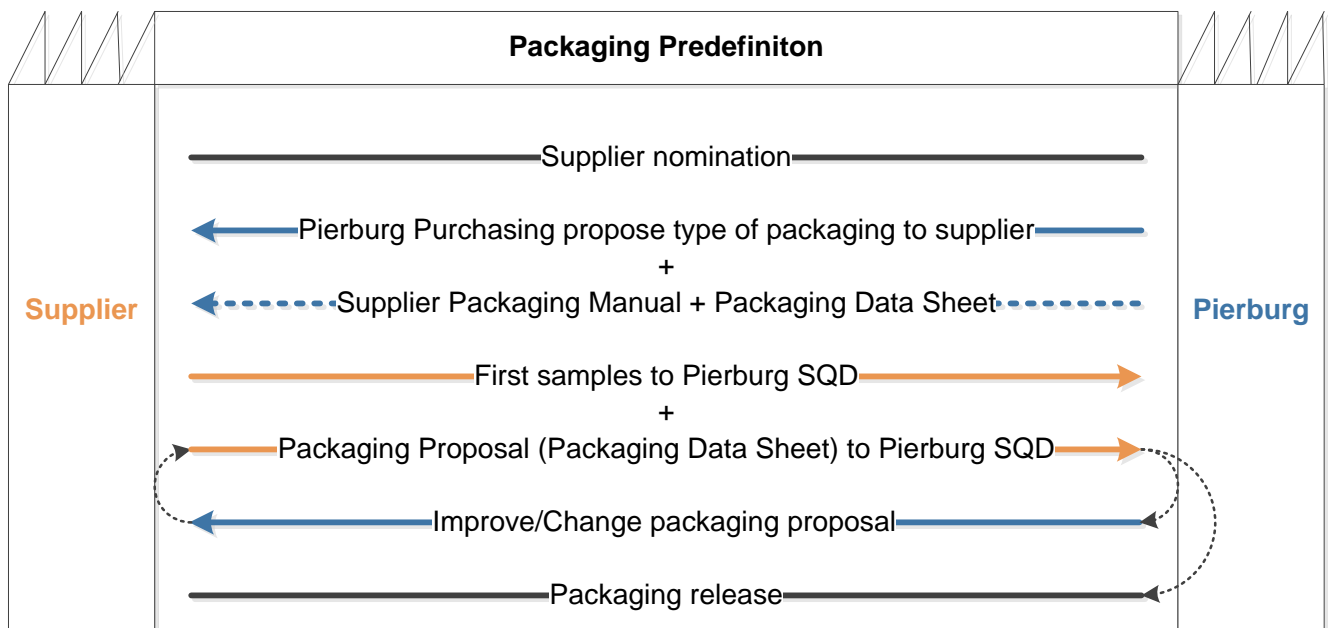 Packaging Predefiniton
Supplier nomination
Pierburg Purchasing propose type of packaging to supplier
+
Supplier Packaging Manual + Packaging Data Sheet
Supplier
Pierburg
First samples to Pierburg SQD
+
Packaging Proposal (Packaging Data Sheet) to Pierburg SQD
Improve/Change packaging proposal
Packaging release